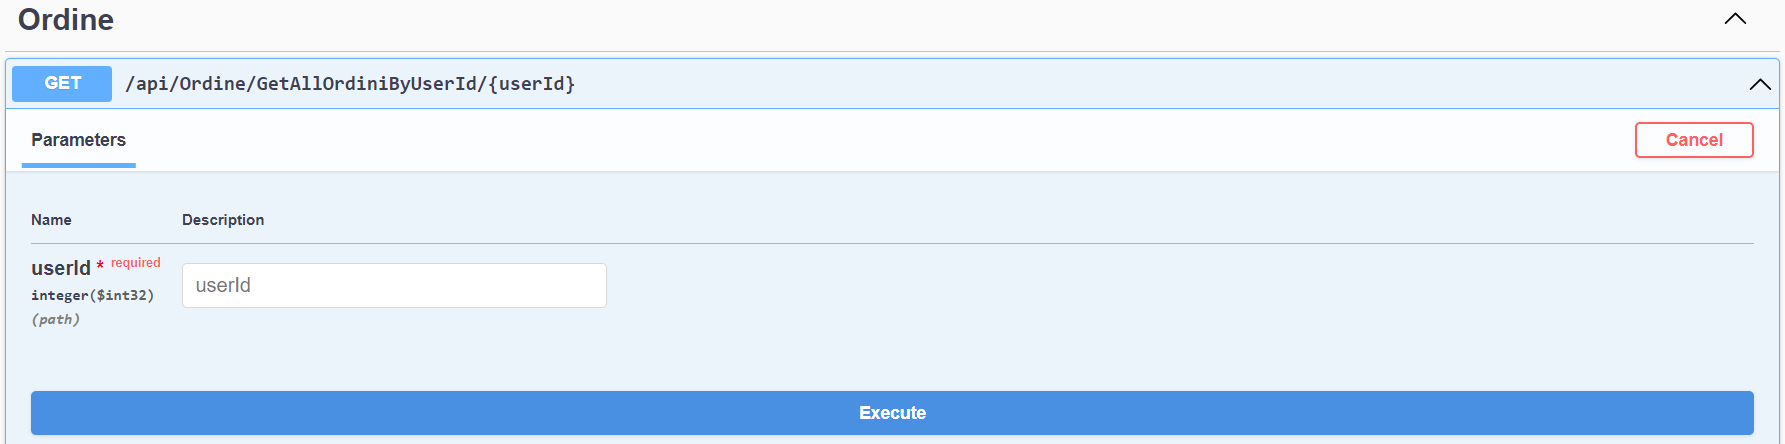 Ordine
GET /api/Ordine/GetAllOrdiniByUserId/{userId}
Parameters Cancel
Name Description
userId * required
integer($int32)
(path)
userId
Execute